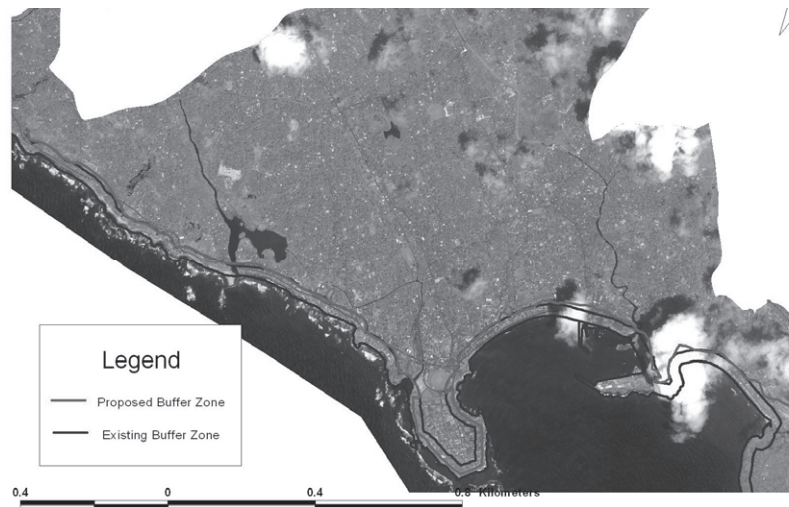 Legend
Proposed Buffer Zone
Existing Buffer Zone
0.4 0 0.4 0.8 Kilometers